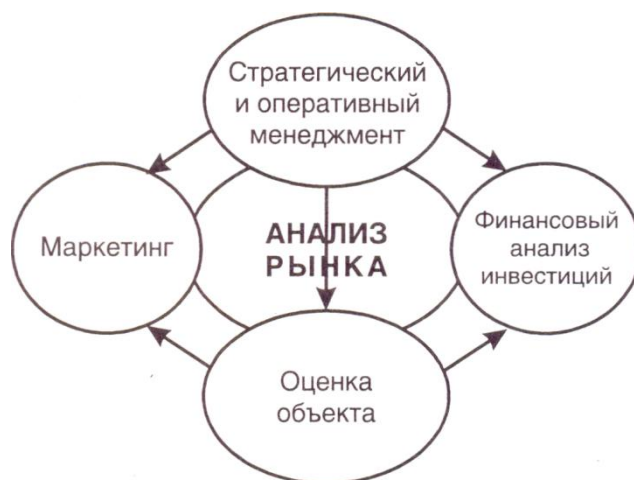 Стратегический
и оперативный
менеджмент
Маркетинг
АНАЛИЗ
РЫНКА
Финансовый
анализ
инвестиций
Оценка
объекта